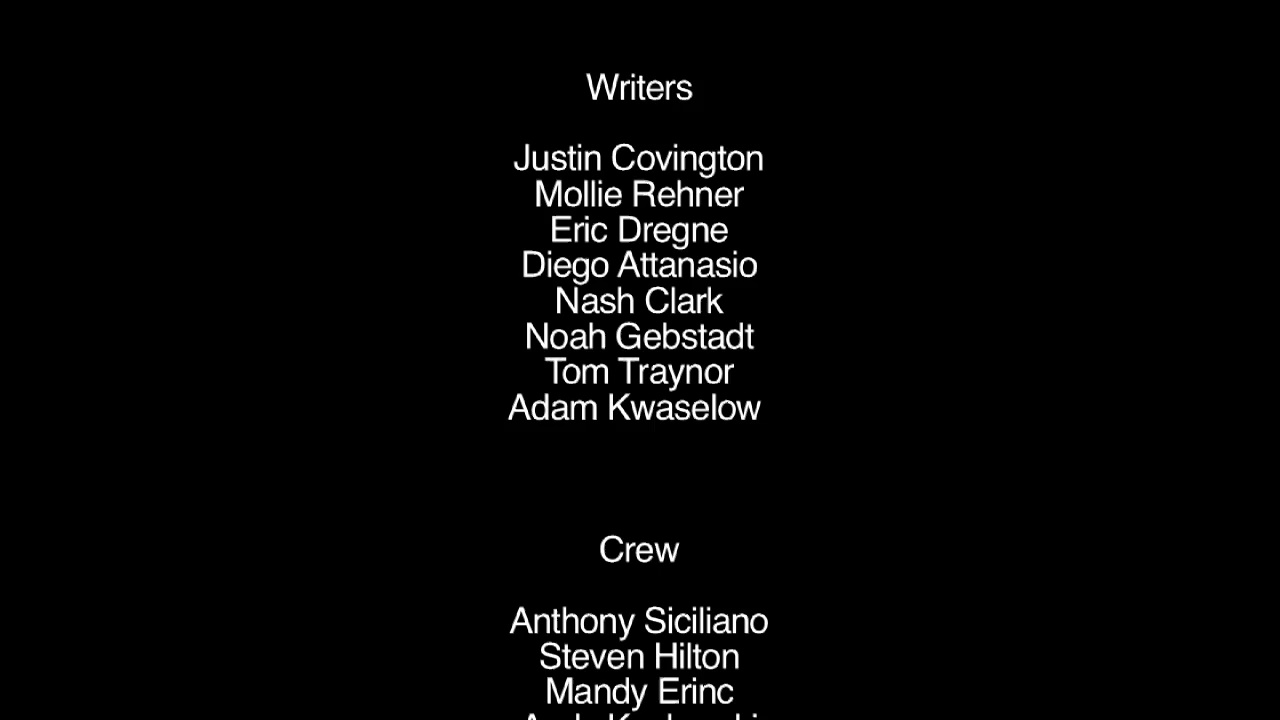 Writers
Justin Covington
Mollie Rehner
Eric Dregne
Diego Attanasio
Nash Clark
Noah Gebstadt
Tom Traynor
Adam Kwaselow
Crew
Anthony Siciliano
Steven Hilton
Mandy Erinc